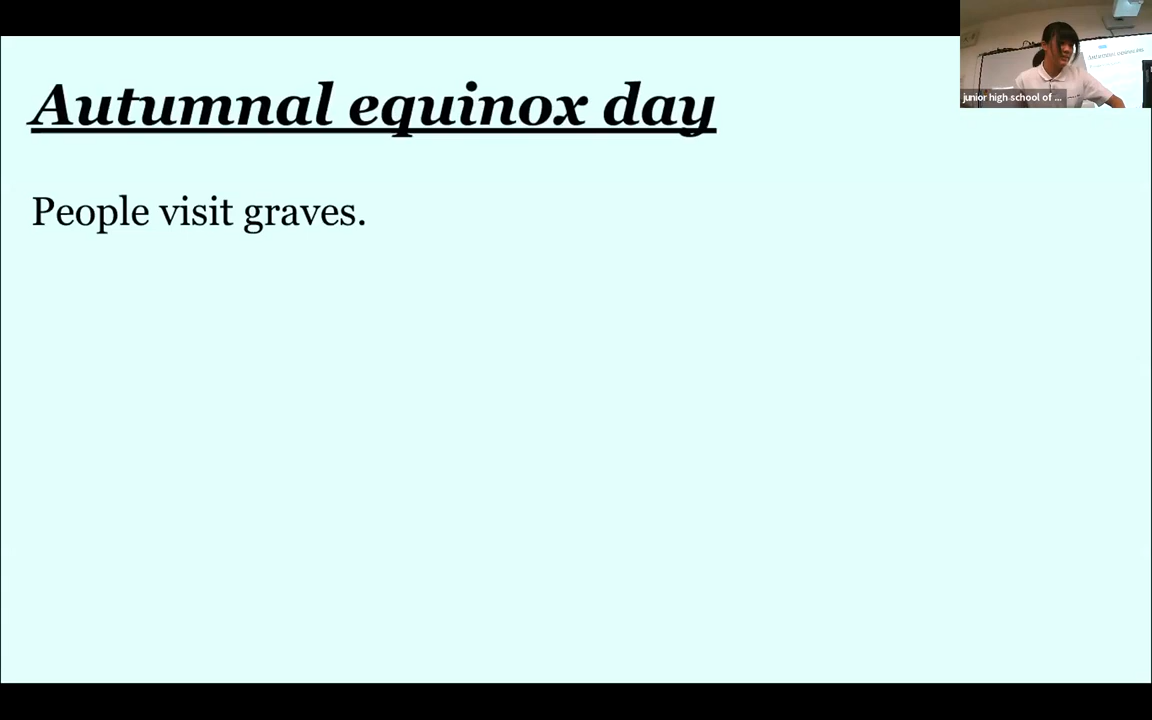 Autumnal equinox day
People visit graves.
junior high school of ...